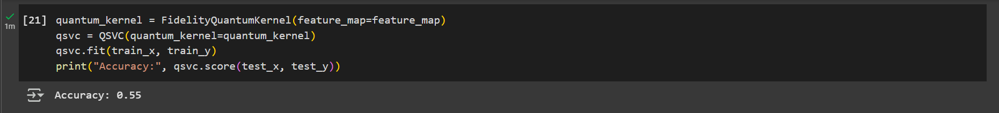 [21] quantum_kernel = FidelityQuantumKernel(feature_map=feature_map)
1m
qsvc = QSVC(quantum_kernel=quantum_kernel)
qsvc.fit(train_x, train_y)
print("Accuracy:", qsvc.score(test_x, test_y))
Accuracy: 0.55